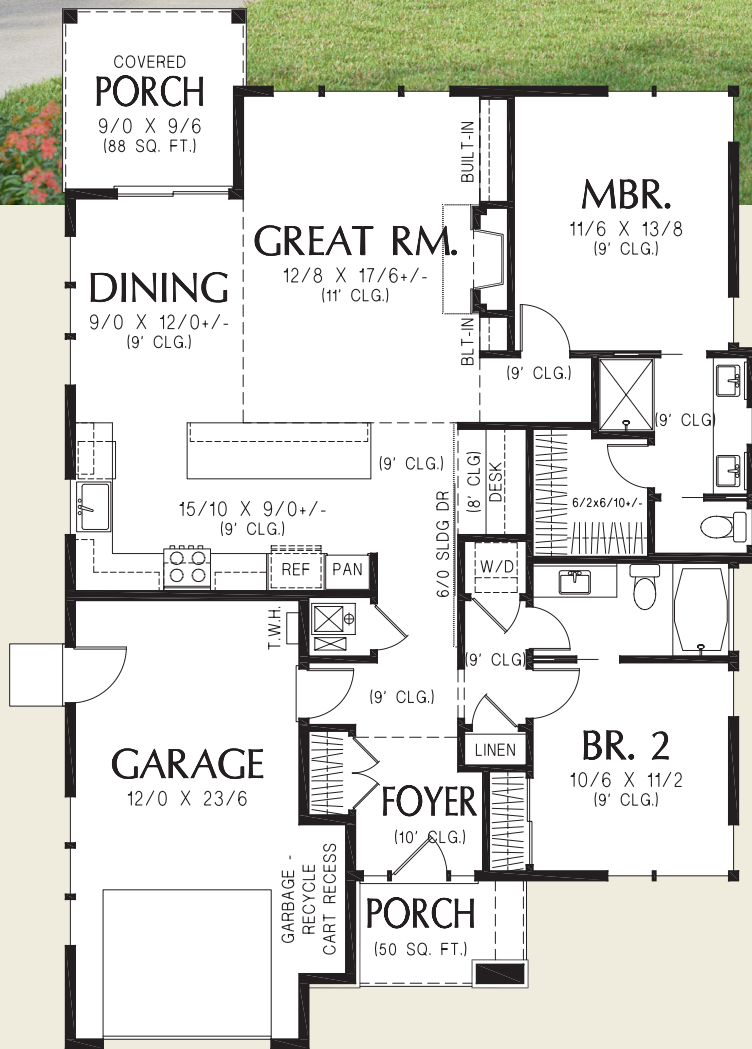 COVERED
PORCH
9/0 X 9/6
(88 SQ. FT.)
BUILT-IN
MBR.
11/6 X 13/8
(9' CLG.)
GREAT RM.
12/8 X 17/6+/-
(11' CLG.)
DINING
9/0 X 12/0+/-
(9' CLG.)
BLT-IN
(9' CLG.)
(9' CLG)
(9' CLG.)
(8' CLG)
DESK
6/2x6/10+/-
15/10 X 9/0+/-
(9' CLG.)
6/0 SLDG DR
REF
PAN
W/D
T.W.H.
(9' CLG)
(9' CLG.)
LINEN
BR. 2
10/6 X 11/2
(9' CLG.)
GARAGE
12/0 X 23/6
FOYER
(10' CLG.)
GARBAGE -
RECYCLE
CART RECESS
PORCH
(50 SQ. FT.)